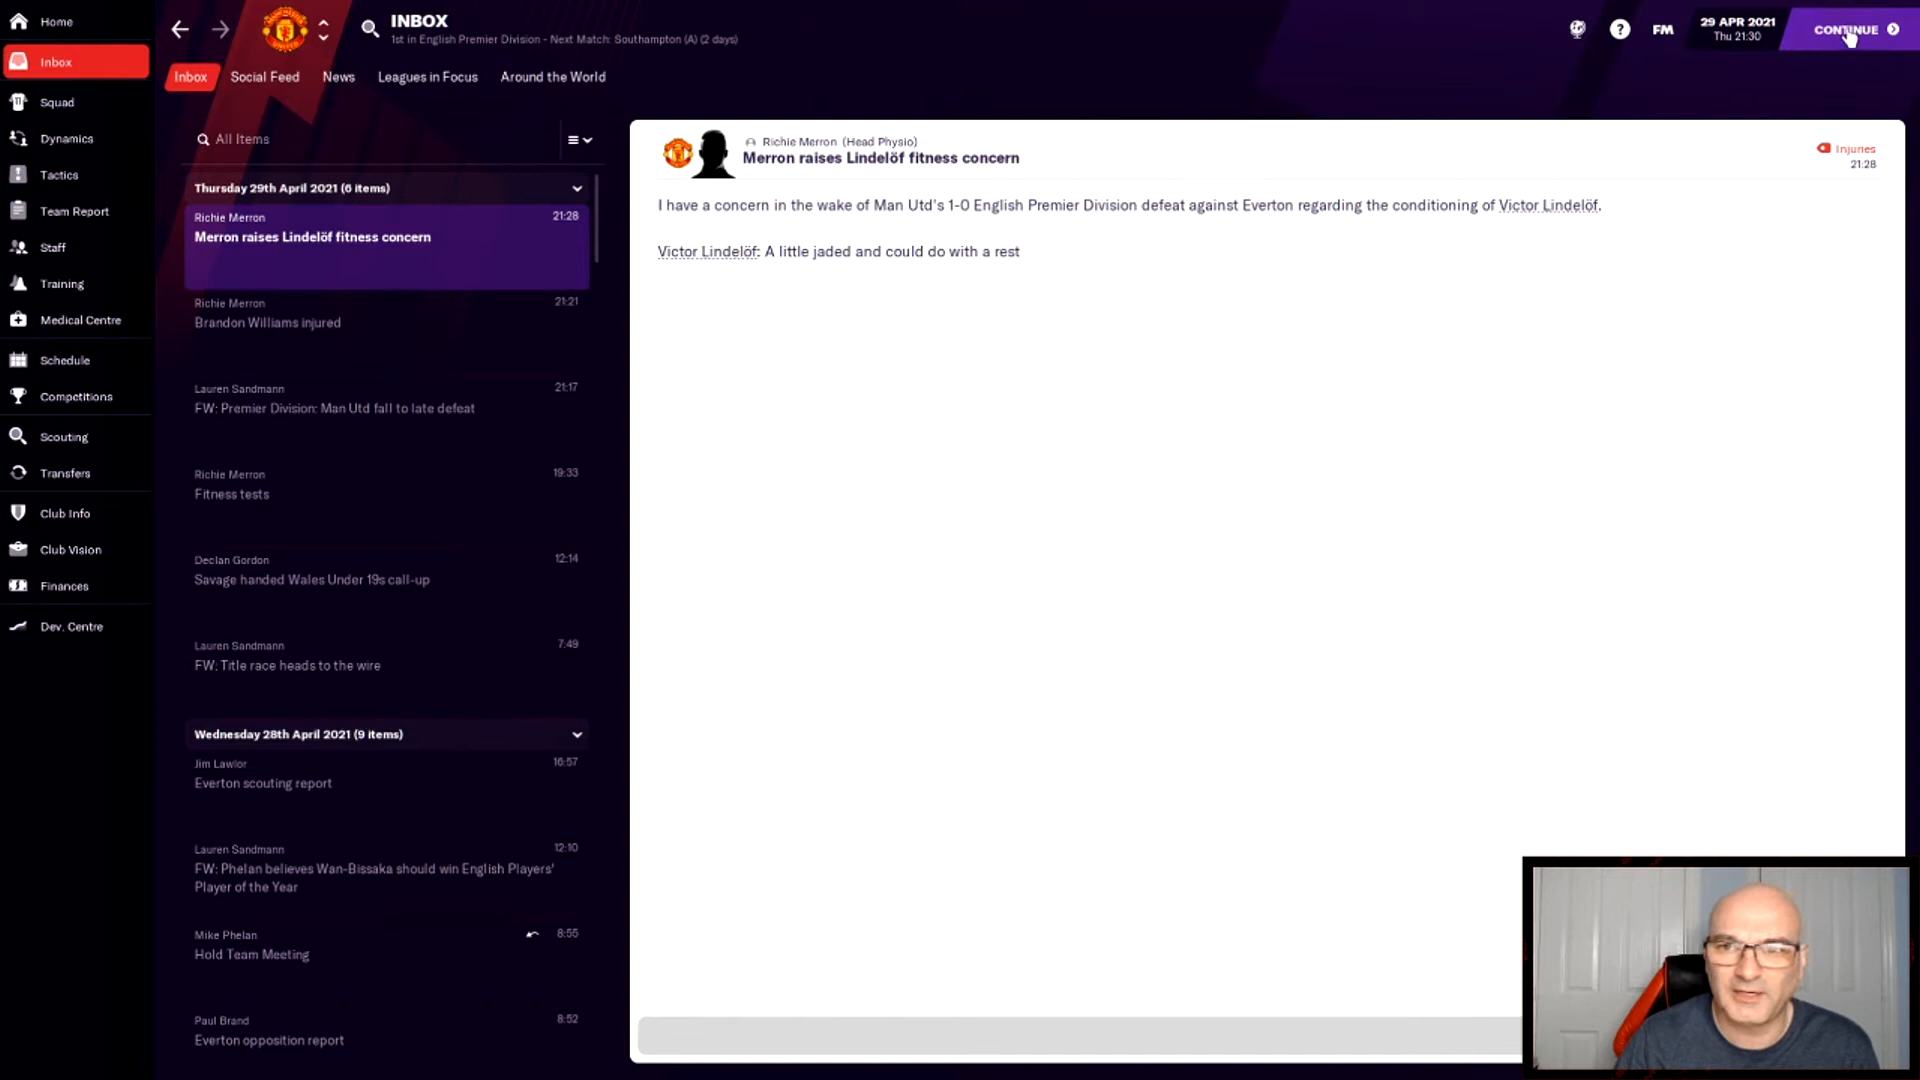 Home
INBOX
1st in English Premier Division - Next Match: Southampton (A) (2 days)
FM
29 APR 2021
Thu 21:30
CONTINUE
Inbox
Inbox
Social Feed
News
Leagues in Focus
Around the World
Squad
Dynamics
Tactics
Team Report
Staff
Training
Medical Centre
Schedule
Competitions
Scouting
Transfers
Club Info
Club Vision
Finances
Dev. Centre
All Items
Thursday 29th April 2021 (6 items)
Richie Merron
21:28
Merron raises Lindelöf fitness concern
Richie Merron
21:21
Brandon Williams injured
Lauren Sandmann
21:17
FW: Premier Division: Man Utd fall to late defeat
Richie Merron
19:33
Fitness tests
Declan Gordon
12:14
Savage handed Wales Under 19s call-up
Lauren Sandmann
7:49
FW: Title race heads to the wire
Wednesday 28th April 2021 (9 items)
Jim Lawlor
16:57
Everton scouting report
Lauren Sandmann
12:10
FW: Phelan believes Wan-Bissaka should win English Players'
Player of the Year
Mike Phelan
8:55
Hold Team Meeting
Paul Brand
8:52
Everton opposition report
Richie Merron (Head Physio)
Merron raises Lindelöf fitness concern
Injuries
21:28
I have a concern in the wake of Man Utd's 1-0 English Premier Division defeat against Everton regarding the conditioning of Victor Lindelöf.
Victor Lindelöf: A little jaded and could do with a rest